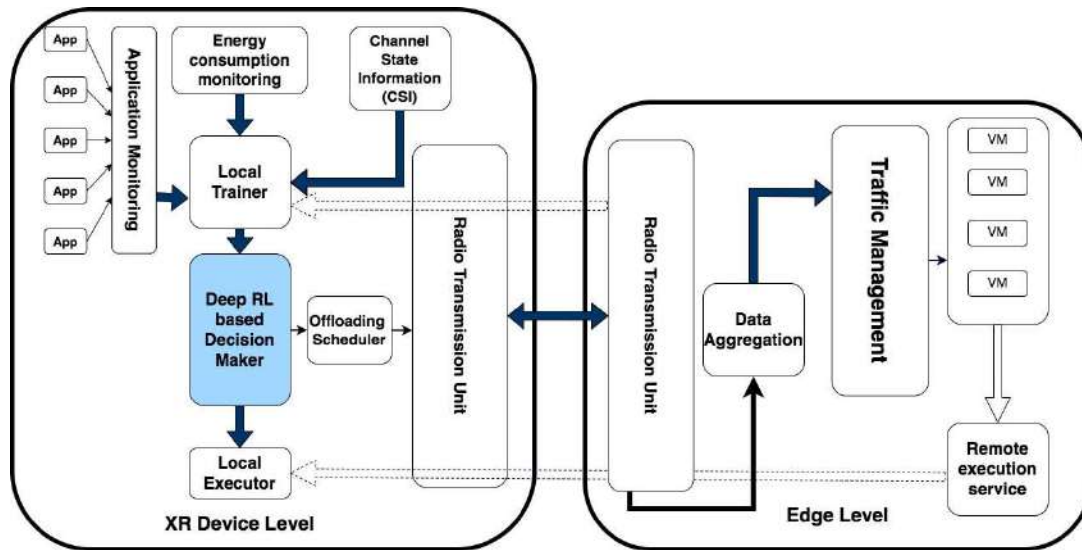 App
App
App
App
App
Application Monitoring
Energy
consumption
monitoring
Channel
State
Information
(CSI)
Local
Trainer
Deep RL
based
Decision
Maker
Offloading
Scheduler
Radio Transmission Unit
Local
Executor
XR Device Level
Radio Transmission Unit
Data
Aggregation
Traffic Management
VM
VM
VM
VM
Remote
execution
service
Edge Level